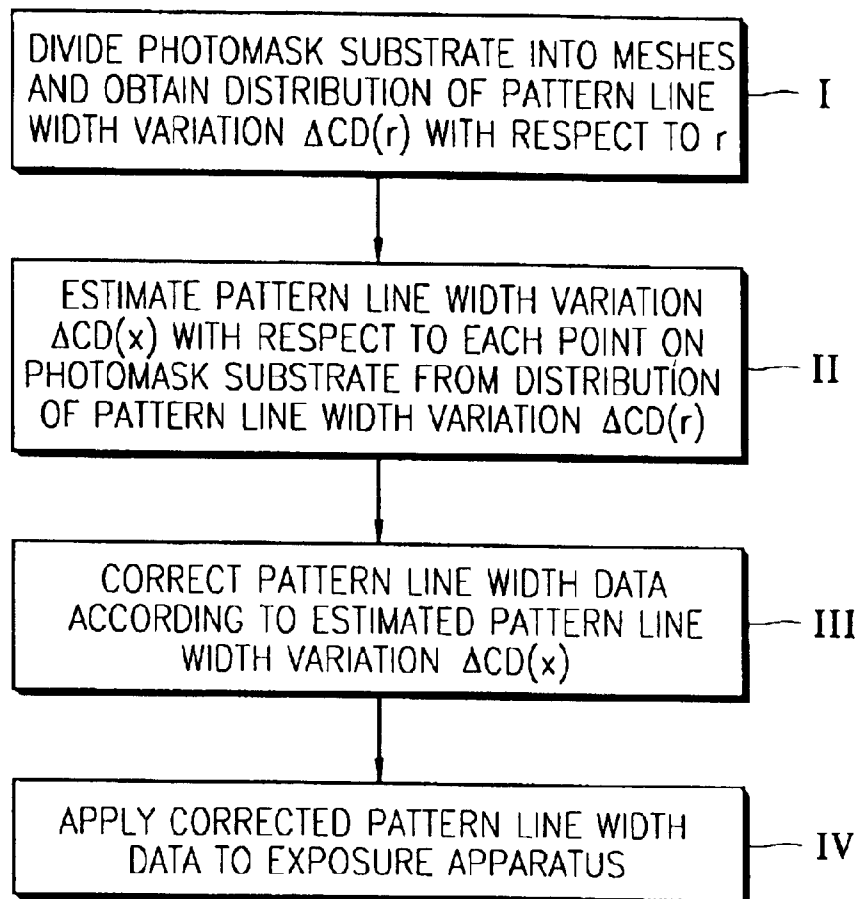 DIVIDE PHOTOMASK SUBSTRATE INTO MESHES
AND OBTAIN DISTRIBUTION OF PATTERN LINE
WIDTH VARIATION ΔCD(r) WITH RESPECT TO r
I
ESTIMATE PATTERN LINE WIDTH VARIATION
ΔCD(x) WITH RESPECT TO EACH POINT ON
PHOTOMASK SUBSTRATE FROM DISTRIBUTION
OF PATTERN LINE WIDTH VARIATION ΔCD(r)
II
CORRECT PATTERN LINE WIDTH DATA
ACCORDING TO ESTIMATED PATTERN LINE
WIDTH VARIATION ΔCD(x)
III
APPLY CORRECTED PATTERN LINE WIDTH
DATA TO EXPOSURE APPARATUS
IV